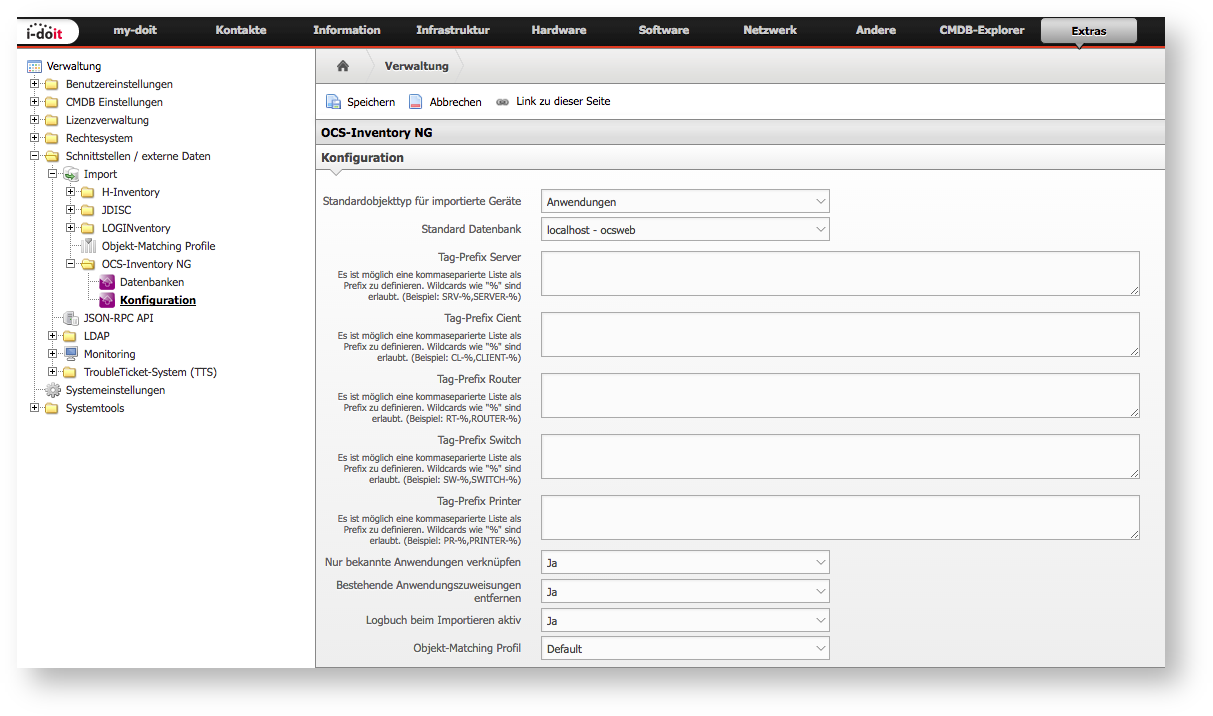 i-doit
my-doit Kontakte Information Infrastruktur Hardware Software Netzwerk Andere CMDB-Explorer Extras
Verwaltung
Benutzereinstellungen
CMDB Einstellungen
Lizenzverwaltung
Rechtesystem
Schnittstellen / externe Daten
Import
H-Inventory
JDISC
LOGINventory
Objekt-Matching Profile
OCS-Inventory NG
Datenbanken
Konfiguration
JSON-RPC API
LDAP
Monitoring
TroubleTicket-System (TTS)
Systemeinstellungen
Systemtools
Verwaltung
Speichern Abbrechen Link zu dieser Seite
OCS-Inventory NG
Konfiguration
Standardobjekttyp für importierte Geräte Anwendungen
Standard Datenbank localhost - ocsweb
Tag-Prefix Server
Es ist möglich eine kommaseparierte Liste als
Prefix zu definieren. Wildcards wie "%" sind
erlaubt. (Beispiel: SRV-%,SERVER-%)
Tag-Prefix Cient
Es ist möglich eine kommaseparierte Liste als
Prefix zu definieren. Wildcards wie "%" sind
erlaubt. (Beispiel: CL-%,CLIENT-%)
Tag-Prefix Router
Es ist möglich eine kommaseparierte Liste als
Prefix zu definieren. Wildcards wie "%" sind
erlaubt. (Beispiel: RT-%,ROUTER-%)
Tag-Prefix Switch
Es ist möglich eine kommaseparierte Liste als
Prefix zu definieren. Wildcards wie "%" sind
erlaubt. (Beispiel: SW-%,SWITCH-%)
Tag-Prefix Printer
Es ist möglich eine kommaseparierte Liste als
Prefix zu definieren. Wildcards wie "%" sind
erlaubt. (Beispiel: PR-%,PRINTER-%)
Nur bekannte Anwendungen verknüpfen Ja
Bestehende Anwendungszuweisungen
entfernen Ja
Logbuch beim Importieren aktiv Ja
Objekt-Matching Profil Default